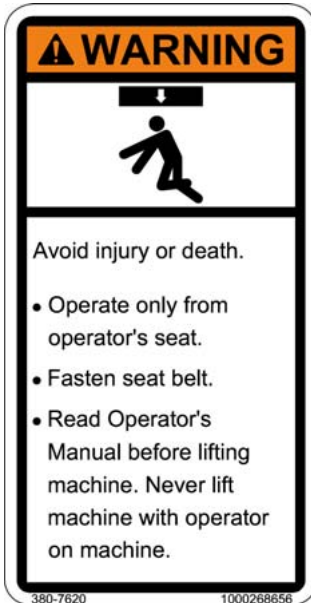 WARNING
Avoid injury or death.
• Operate only from
operator's seat.
• Fasten seat belt.
• Read Operator's
Manual before lifting
machine. Never lift
machine with operator
on machine.
380-7620 1000268656